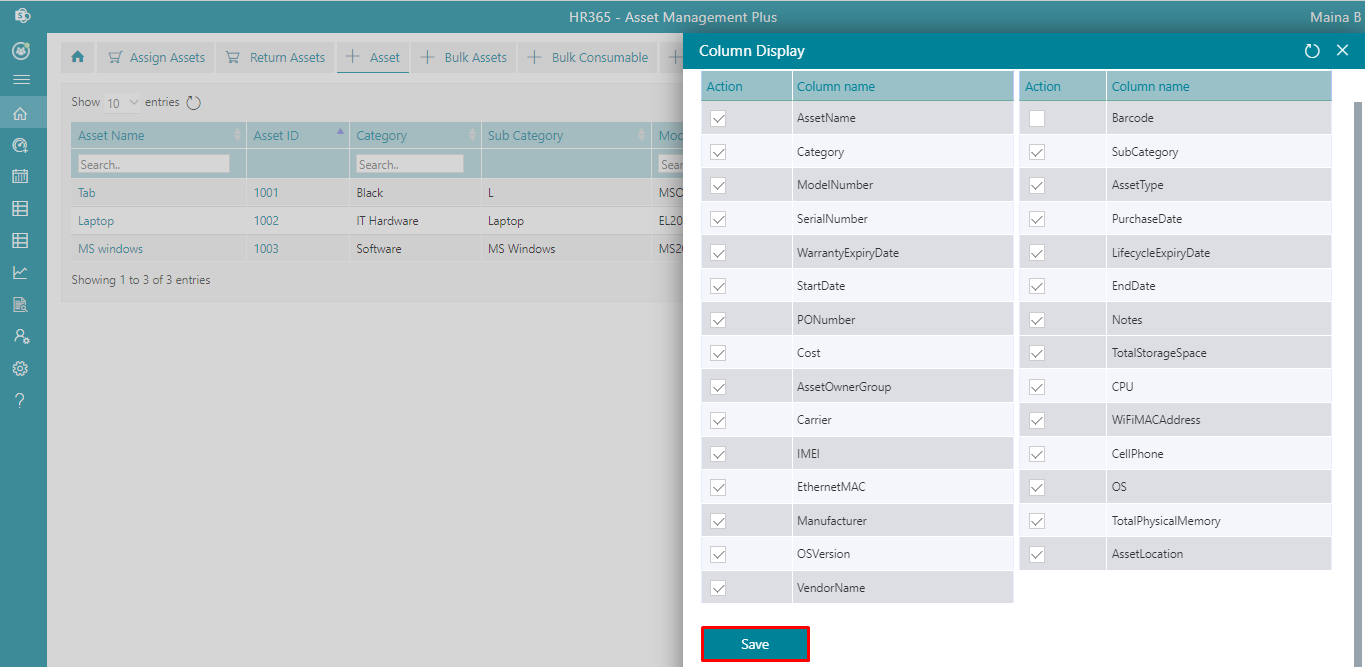 HR365 - Asset Management Plus
Maina B
Assign Assets
Return Assets
Asset
Bulk Assets
Bulk Consumable
Show 10 entries
Asset Name Asset ID Category Sub Category
Search.. Search..
Tab 1001 Black L
Laptop 1002 IT Hardware Laptop EL20
MS windows 1003 Software MS Windows
Showing 1 to 3 of 3 entries
Column Display
Action Column name Action Column name
AssetName Barcode
Category SubCategory
ModelNumber AssetType
SerialNumber PurchaseDate
WarrantyExpiryDate LifecycleExpiryDate
StartDate EndDate
PONumber Notes
Cost TotalStorageSpace
AssetOwnerGroup CPU
Carrier WiFiMACAddress
IMEI CellPhone
EthernetMAC OS
Manufacturer TotalPhysicalMemory
OSVersion AssetLocation
VendorName
Save